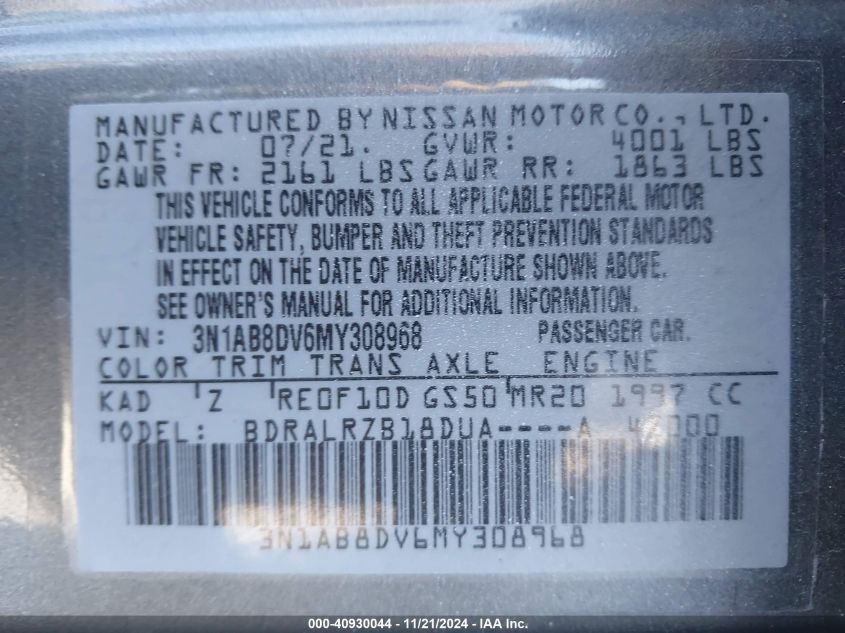 MANUFACTURED BY NISSAN MOTOR CO., LTD.
DATE: 07/21. GVWR: 4001 LBS
GAWR FR: 2161 LBS GAWR RR: 1863 LBS
THIS VEHICLE CONFORMS TO ALL APPLICABLE FEDERAL MOTOR
VEHICLE SAFETY, BUMPER AND THEFT PREVENTION STANDARDS
IN EFFECT ON THE DATE OF MANUFACTURE SHOWN ABOVE.
SEE OWNER'S MANUAL FOR ADDITIONAL INFORMATION.
VIN: 3N1AB8DV6MY308968 PASSENGER CAR.
COLOR TRIM TRANS AXLE ENGINE
KAD Z RE0F10D GS50 MR20 1997 CC
MODEL: BDRALRZB18DUA----A
3N1AB8DV6MY308968
000-40930044 - 11/21/2024 - IAA Inc.